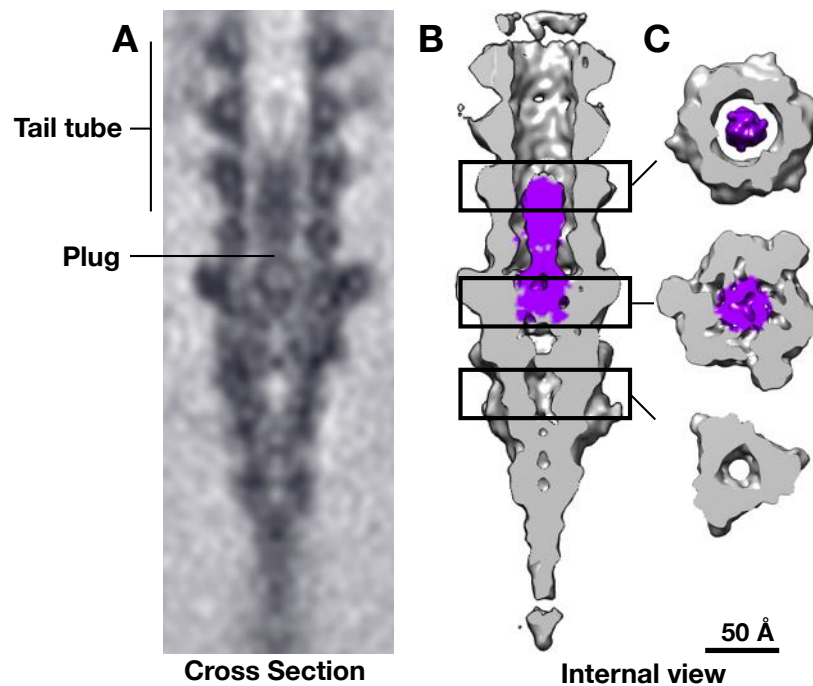 A
B
C
Tail tube
Plug
50 Å
Cross Section
Internal view